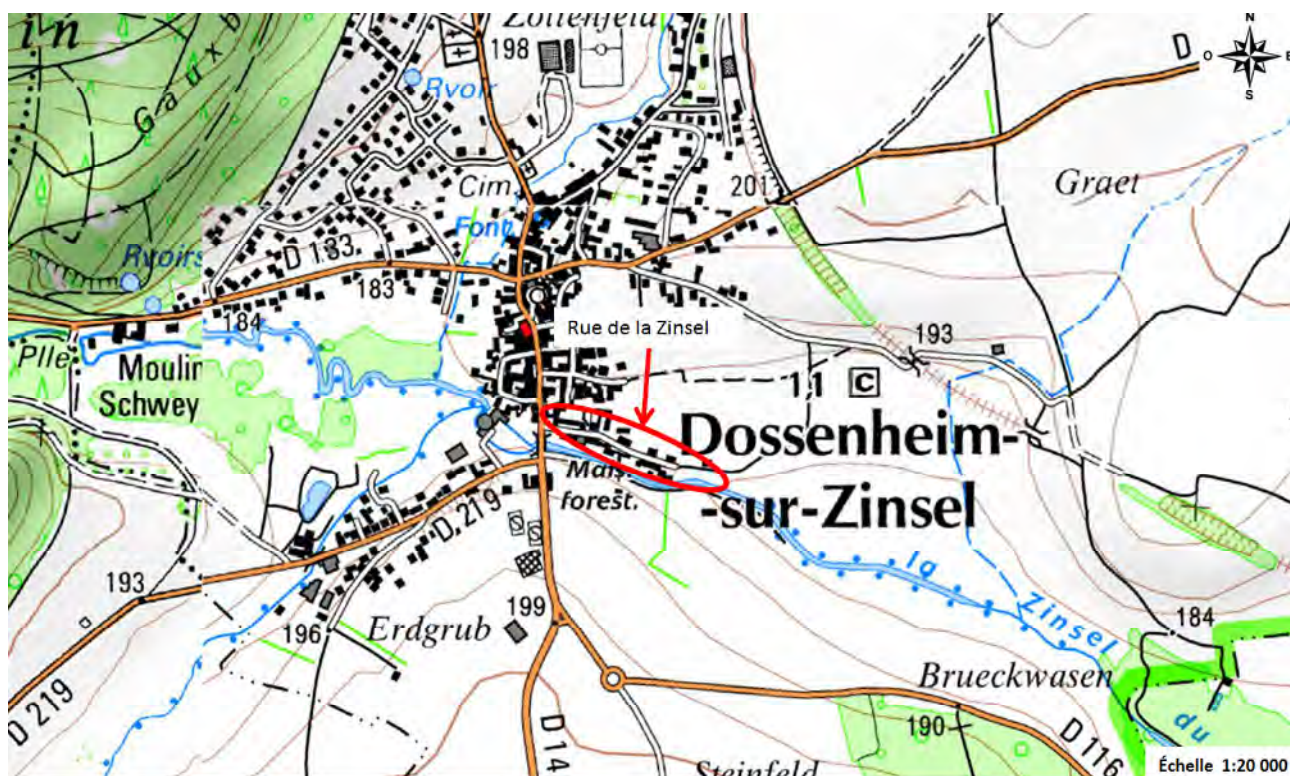 in
Gaux
Zollenfeld
198
Rvoir
D
N
O
E
S
Cim.
Font.
201
Graet
Rvoirs
D 133
183
184
Rue de la Zinsel
193
Plle
Moulin
Schwey
11
C
Dossenheim-
-sur-Zinsel
forest.
D 219
la
Zinsel
193
196
Erdgrub
199
184
Brueckwasen
du
D 219
D 14
190
D 116
Steinfeld
Échelle 1:20 000